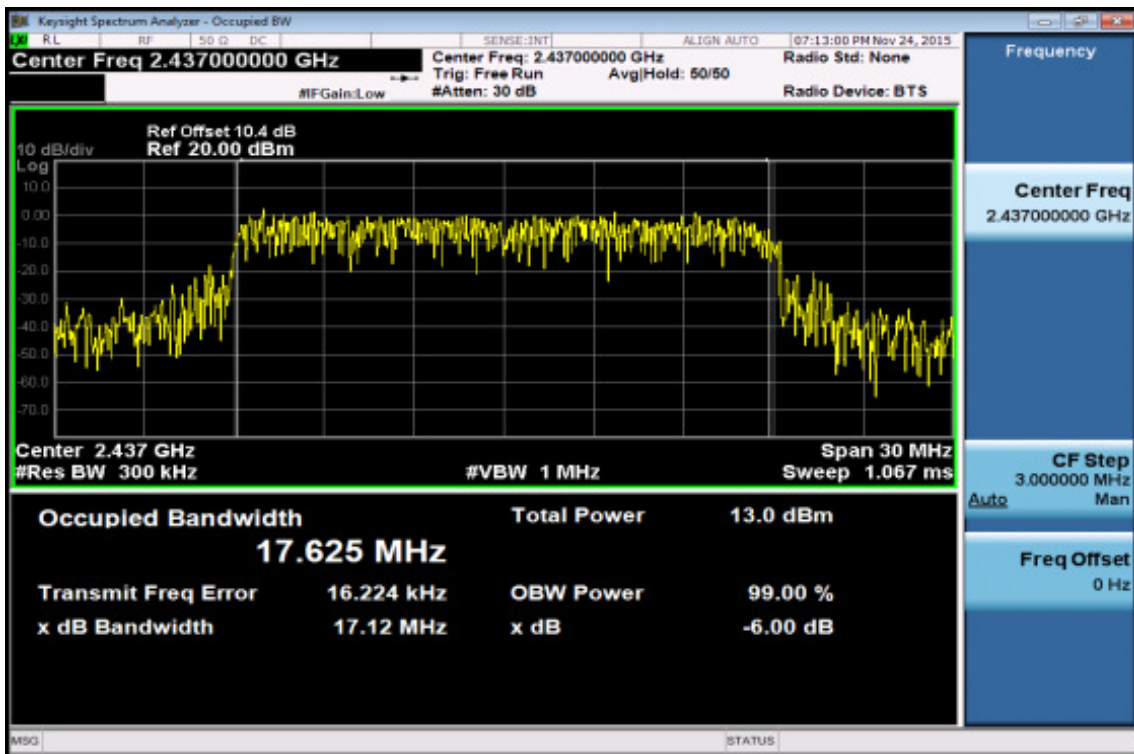 Keysight Spectrum Analyzer - Occupied BW
LXI RL RF 50 Ω DC SENSE:INT ALIGN AUTO 07:13:00 PM Nov 24, 2015
Center Freq 2.437000000 GHz Center Freq: 2.437000000 GHz Radio Std: None Frequency
Trig: Free Run Avg|Hold: 50/50
#IFGain:Low #Atten: 30 dB Radio Device: BTS
Ref Offset 10.4 dB
10 dB/div Ref 20.00 dBm
Log
10.0
0.00
-10.0
-20.0
-30.0
-40.0
-50.0
-60.0
-70.0
Center 2.437 GHz Span 30 MHz
#Res BW 300 kHz #VBW 1 MHz Sweep 1.067 ms
Occupied Bandwidth Total Power 13.0 dBm
17.625 MHz
Transmit Freq Error 16.224 kHz OBW Power 99.00 %
x dB Bandwidth 17.12 MHz x dB -6.00 dB
Center Freq
2.437000000 GHz
CF Step
3.000000 MHz
Auto Man
Freq Offset
0 Hz
MSG STATUS